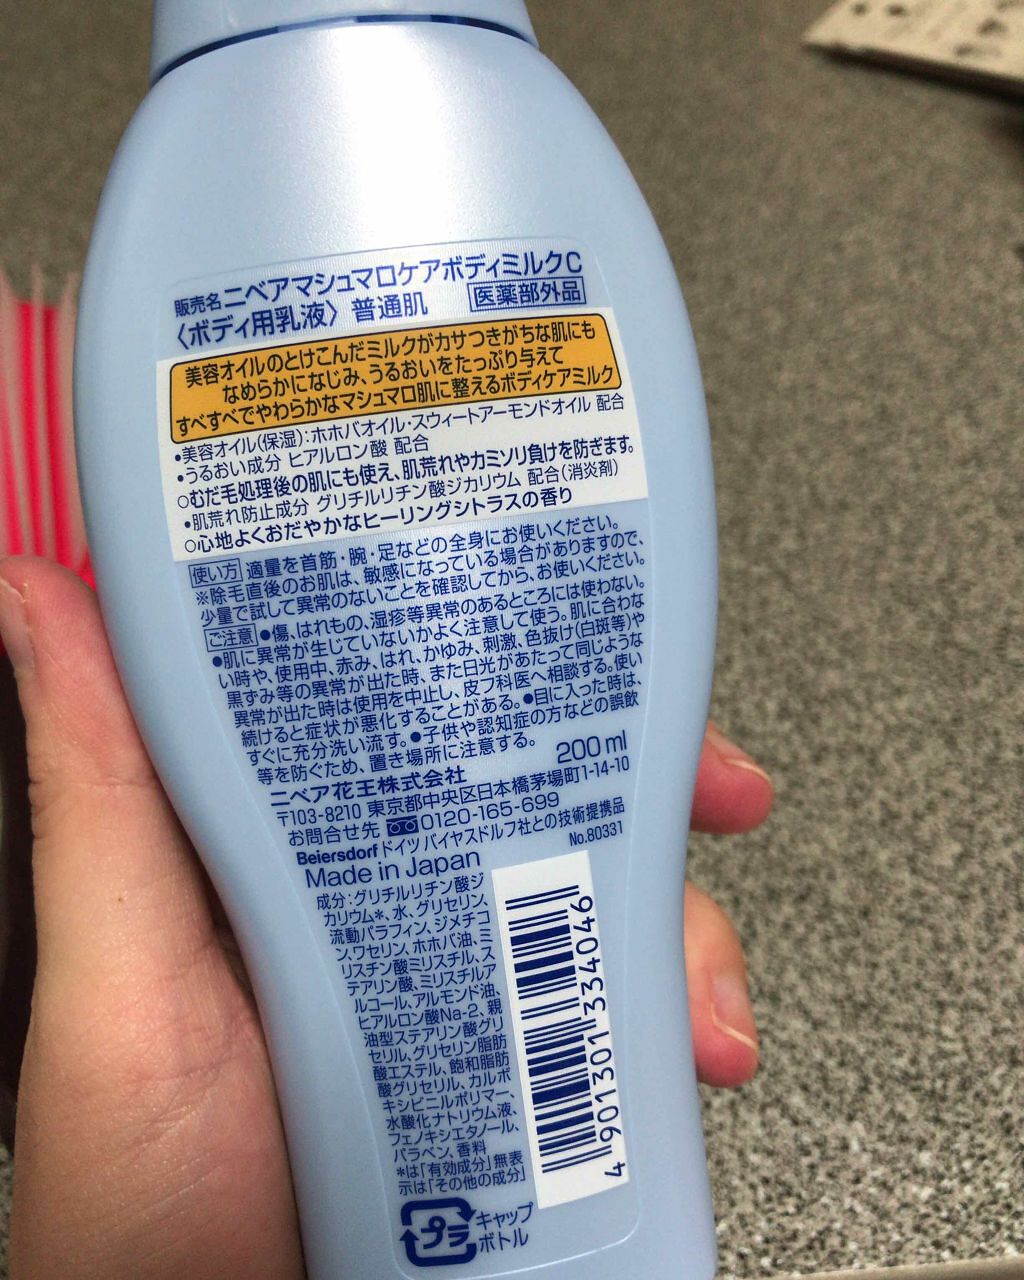 販売名 ニベアマシュマロケアボディミルクC
〈ボディ用乳液〉普通肌 医薬部外品
美容オイルのとけこんだミルクがカサつきがちな肌にも
なめらかになじみ、うるおいをたっぷり与えて
すべすべでやわらかなマシュマロ肌に整えるボディケアミルク
•美容オイル(保湿):ホホバオイル・スウィートアーモンドオイル 配合
•うるおい成分 ヒアルロン酸 配合
○むだ毛処理後の肌にも使え、肌荒れやカミソリ負けを防ぎます。
•肌荒れ防止成分 グリチルリチン酸ジカリウム 配合(消炎剤)
○心地よくおだやかなヒーリングシトラスの香り
使い方 適量を首筋・腕・足などの全身にお使いください。
※除毛直後のお肌は、敏感になっている場合がありますので、
少量で試して異常のないことを確認してから、お使いください。
ご注意 ●傷、はれもの、湿疹等異常のあるところには使わない。
●肌に異常が生じていないかよく注意して使う。肌に合わな
い時や、使用中、赤み、はれ、かゆみ、刺激、色抜け(白斑等)や
黒ずみ等の異常が出た時、また日光があたって同じような
異常が出た時は使用を中止し、皮フ科医へ相談する。使い
続けると症状が悪化することがある。●目に入った時は、
すぐに充分洗い流す。●子供や認知症の方などの誤飲
等を防ぐため、置き場所に注意する。
200ml
ニベア花王株式会社
〒103-8210 東京都中央区日本橋茅場町1-14-10
お問合せ先 0120-165-699
Beiersdorf ドイツ バイヤスドルフ社との技術提携品
Made in Japan No.80331
成分:グリチルリチン酸ジ
カリウム*、水、グリセリン、
流動パラフィン、ジメチコ
ン、ワセリン、ホホバ油、ミ
リスチン酸ミリスチル、ス
テアリン酸、ミリスチルア
ルコール、アルモンド油、
ヒアルロン酸Na-2、親
油型ステアリン酸グリ
セリル、グリセリン脂肪
酸エステル、飽和脂肪
酸グリセリル、カルボ
キシビニルポリマー、
水酸化ナトリウム液、
フェノキシエタノール、
パラベン、香料
*は「有効成分」無表
示は「その他の成分」
4 901301 334046
プラ キャップ
ボトル